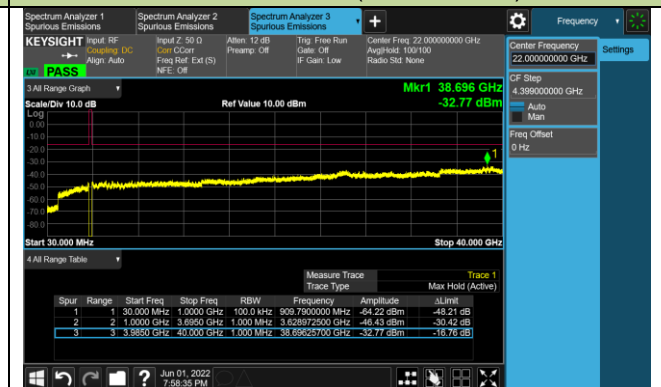 Spectrum Analyzer 1
Spurious Emissions
Spectrum Analyzer 2
Spurious Emissions
Spectrum Analyzer 3
Spurious Emissions
Frequency
KEYSIGHT
Input: RF
Coupling: DC
Align: Auto
Input Z: 50 Ω
Corr CCorr
Freq Ref: Ext (S)
NFE: Off
Atten: 12 dB
Preamp: Off
Trig: Free Run
Gate: Off
IF Gain: Low
Center Freq: 22.000000000 GHz
Avg|Hold: 100/100
Radio Std: None
PASS
Center Frequency
22.000000000 GHz
Settings
CF Step
4.399000000 GHz
Auto
Man
Freq Offset
0 Hz
3 All Range Graph
Mkr1 38.696 GHz
Scale/Div 10.0 dB
Ref Value 10.00 dBm
-32.77 dBm
Log
0.00
-10.0
-20.0
-30.0
-40.0
-50.0
-60.0
-70.0
-80.0
1
Start 30.000 MHz
Stop 40.000 GHz
4 All Range Table
Measure Trace Trace 1
Trace Type Max Hold (Active)
Spur Range Start Freq Stop Freq RBW Frequency Amplitude ΔLimit
1 1 30.000 MHz 1.0000 GHz 100.0 kHz 909.7900000 MHz -64.22 dBm -48.21 dB
2 2 1.0000 GHz 3.6950 GHz 1.000 MHz 3.628972500 GHz -46.43 dBm -30.42 dB
3 3 3.9850 GHz 40.000 GHz 1.000 MHz 38.69625700 GHz -32.77 dBm -16.76 dB
Jun 01, 2022
7:58:35 PM